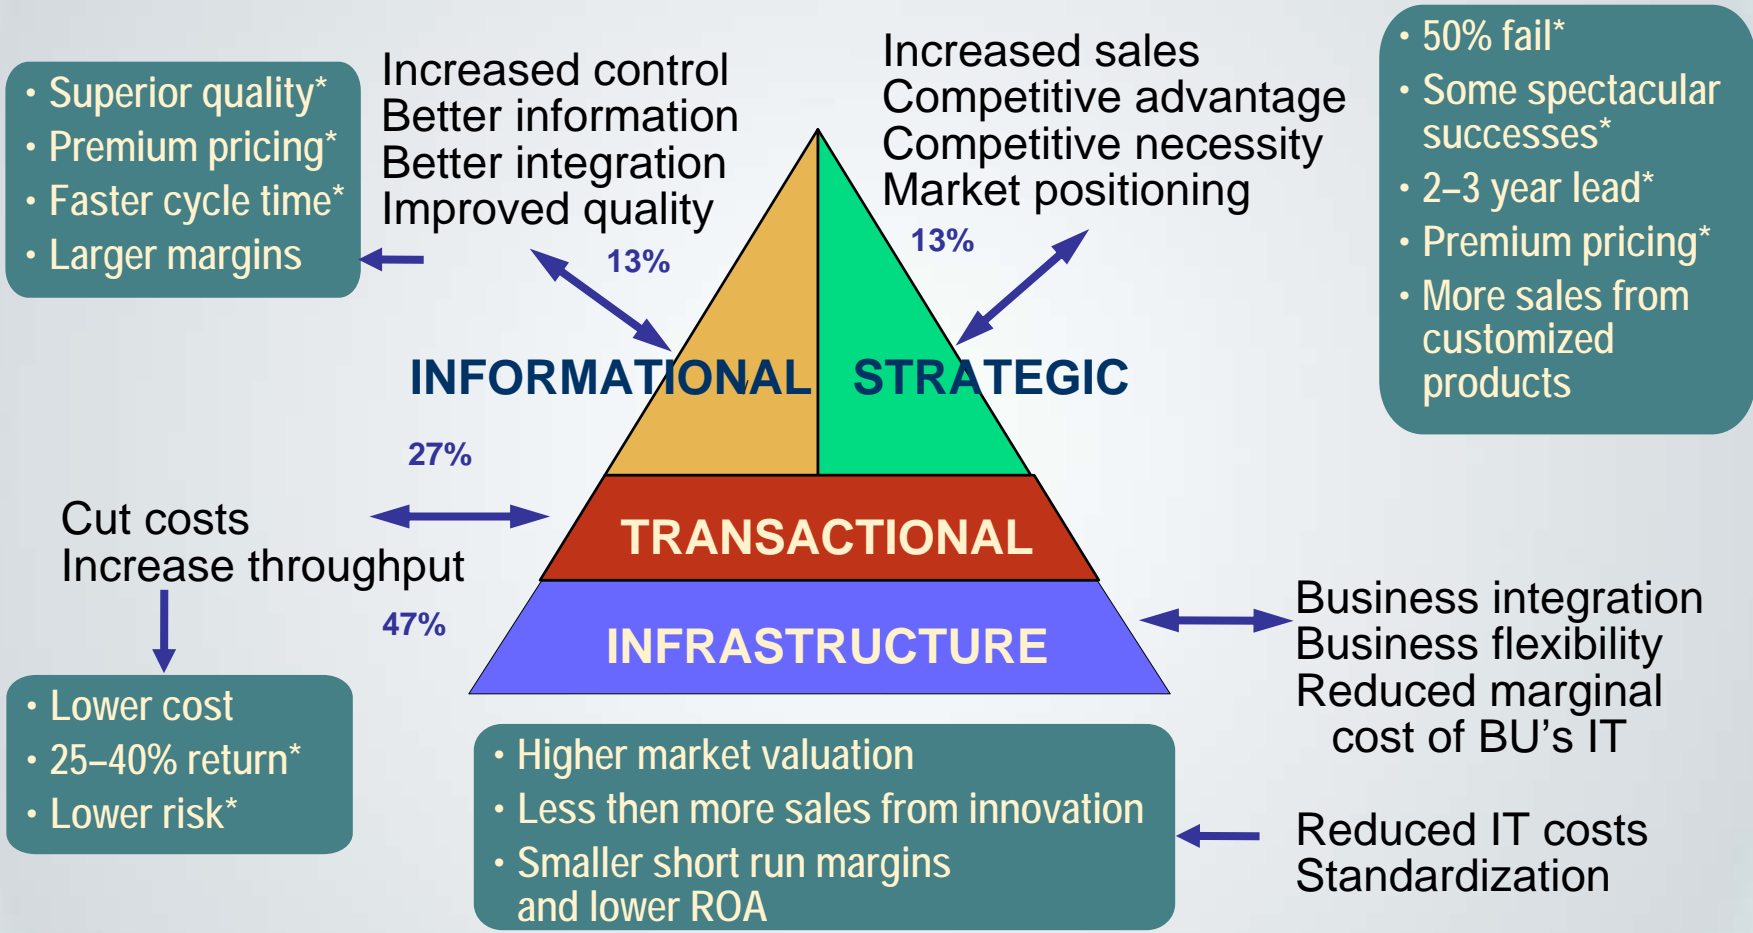 • Superior quality*
• Premium pricing*
• Faster cycle time*
• Larger margins
Increased control
Better information
Better integration
Improved quality
13%
Increased sales
Competitive advantage
Competitive necessity
Market positioning
13%
• 50% fail*
• Some spectacular
successes*
• 2–3 year lead*
• Premium pricing*
• More sales from
customized
products
INFORMATIONAL
STRATEGIC
27%
Cut costs
Increase throughput
TRANSACTIONAL
47%
INFRASTRUCTURE
Business integration
Business flexibility
Reduced marginal
cost of BU's IT
• Lower cost
• 25–40% return*
• Lower risk*
• Higher market valuation
• Less then more sales from innovation
• Smaller short run margins
and lower ROA
Reduced IT costs
Standardization